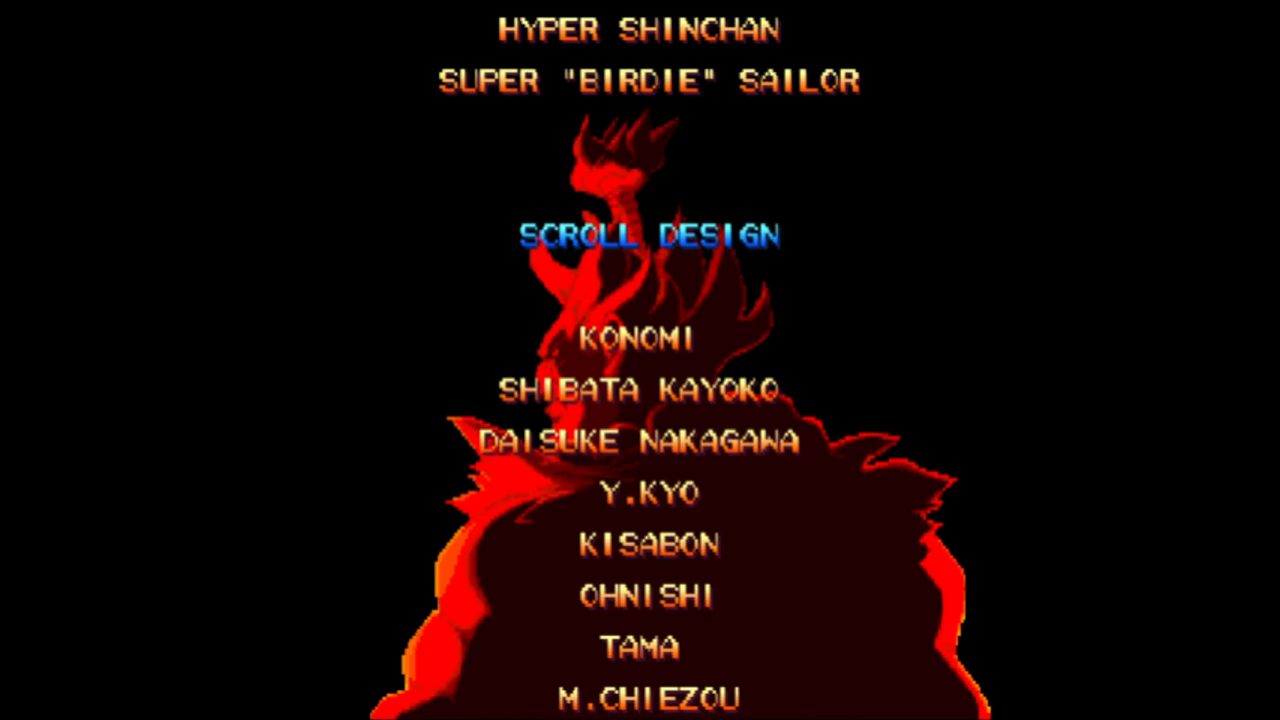 HYPER SHINCHAN
SUPER "BIRDIE" SAILOR
SCROLL DESIGN
KONOMI
SHIBATA KAYOKO
DAISUKE NAKAGAWA
Y.KYO
KISABON
OHNISHI
TAMA
M.CHIEZOU